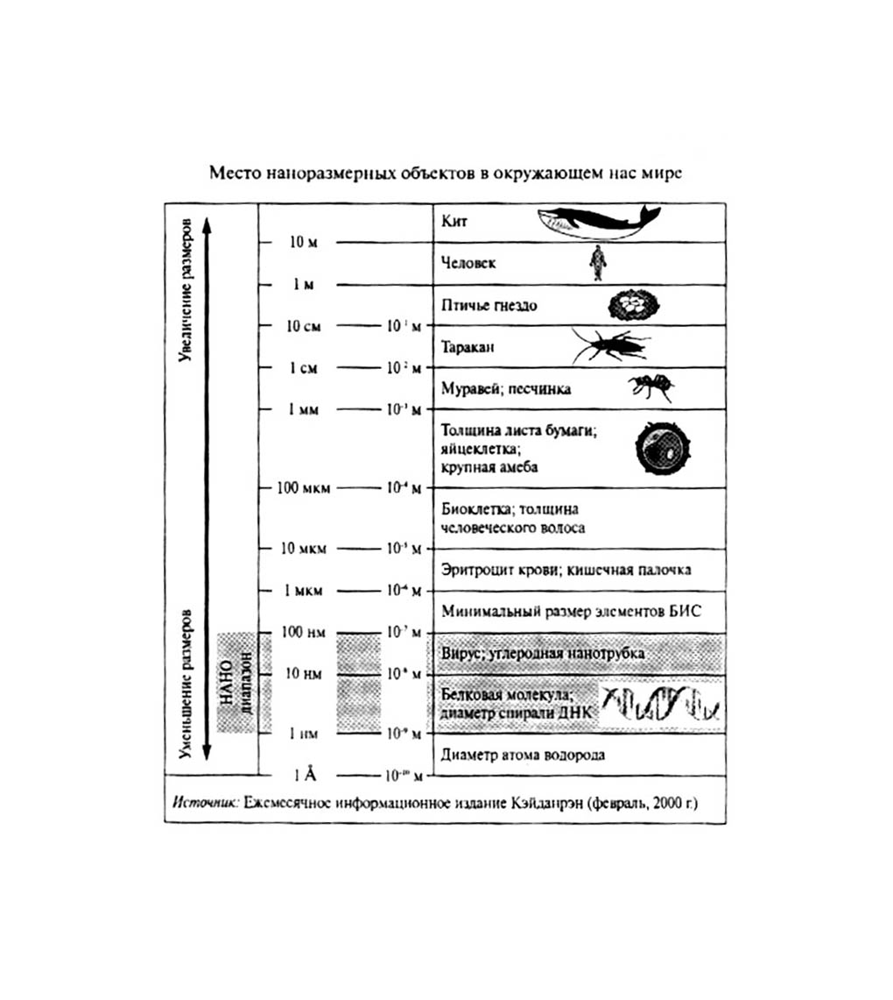 Место наноразмерных объектов в окружающем нас мире
Увеличение размеров
Уменьшение размеров
НАНО
диапазон
Кит
10 м
Человек
1 м
Птичье гнездо
10 см 10⁻¹ м
Таракан
1 см 10⁻² м
Муравей; песчинка
1 мм 10⁻³ м
Толщина листа бумаги;
яйцеклетка;
крупная амеба
100 мкм 10⁻⁴ м
Биоклетка; толщина
человеческого волоса
10 мкм 10⁻⁵ м
Эритроцит крови; кишечная палочка
1 мкм 10⁻⁶ м
Минимальный размер элементов БИС
100 нм 10⁻⁷ м
Вирус; углеродная нанотрубка
10 нм 10⁻⁸ м
Белковая молекула;
диаметр спирали ДНК
1 нм 10⁻⁹ м
Диаметр атома водорода
1 Å 10⁻¹⁰ м
Источник: Ежемесячное информационное издание Кэйданрэн (февраль, 2000 г.)